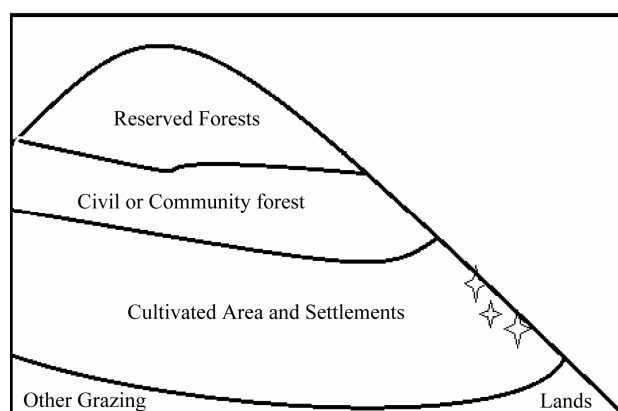 Reserved Forests
Civil or Community forest
Cultivated Area and Settlements
Other Grazing Lands